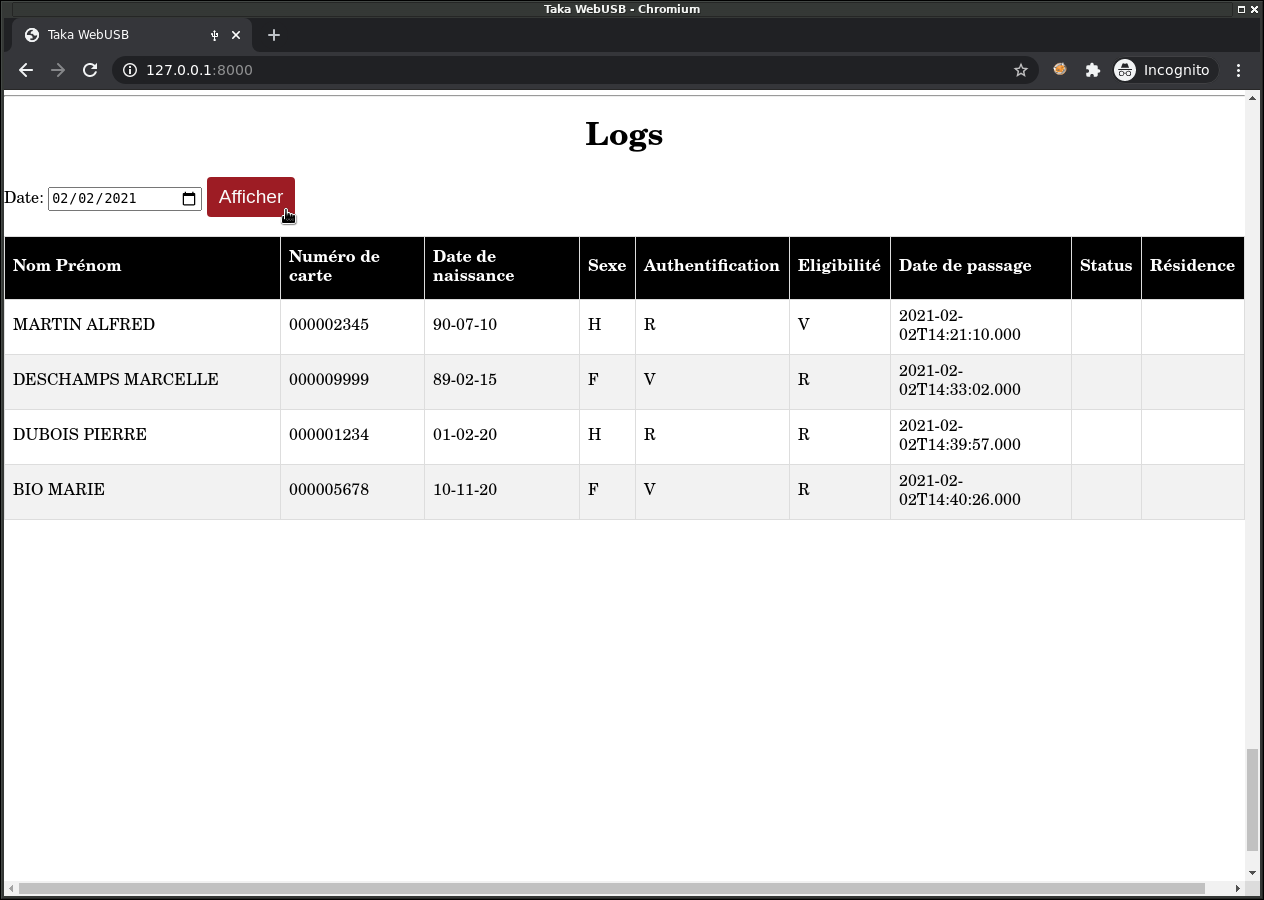 Taka WebUSB - Chromium
Taka WebUSB
127.0.0.1:8000
Incognito
Logs
Date: 02/02/2021 Afficher
Nom Prénom Numéro de carte Date de naissance Sexe Authentification Eligibilité Date de passage Status Résidence
MARTIN ALFRED 000002345 90-07-10 H R V 2021-02-02T14:21:10.000
DESCHAMPS MARCELLE 000009999 89-02-15 F V R 2021-02-02T14:33:02.000
DUBOIS PIERRE 000001234 01-02-20 H R R 2021-02-02T14:39:57.000
BIO MARIE 000005678 10-11-20 F V R 2021-02-02T14:40:26.000